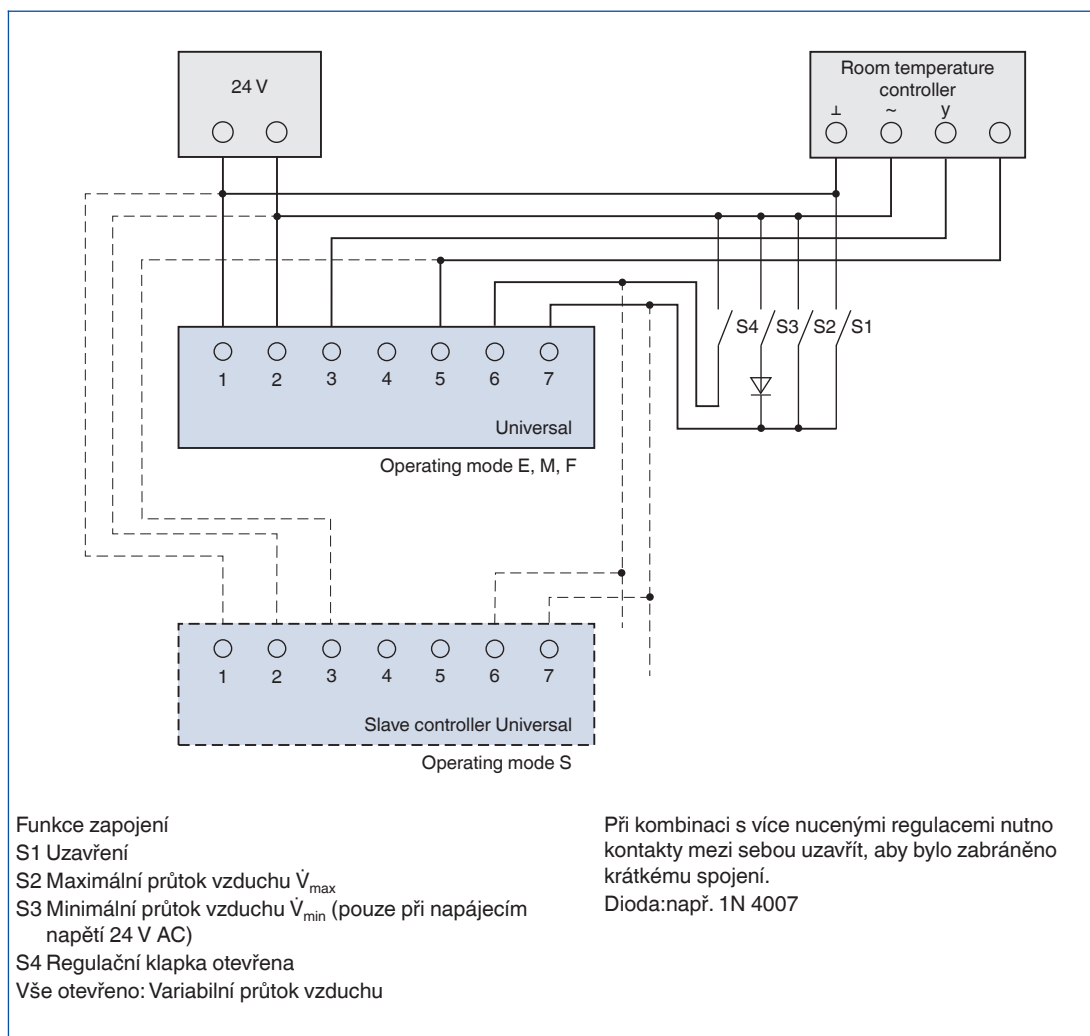 24 V
Room temperature
controller
⊥ ~ y
S4 S3 S2 S1
1 2 3 4 5 6 7
Universal
Operating mode E, M, F
1 2 3 4 5 6 7
Slave controller Universal
Operating mode S
Funkce zapojení
S1 Uzavření
S2 Maximální průtok vzduchu V̇max
S3 Minimální průtok vzduchu V̇min (pouze při napájecím
napětí 24 V AC)
S4 Regulační klapka otevřena
Vše otevřeno: Variabilní průtok vzduchu
Při kombinaci s více nucenými regulacemi nutno
kontakty mezi sebou uzavřít, aby bylo zabráněno
krátkému spojení.
Dioda:např. 1N 4007